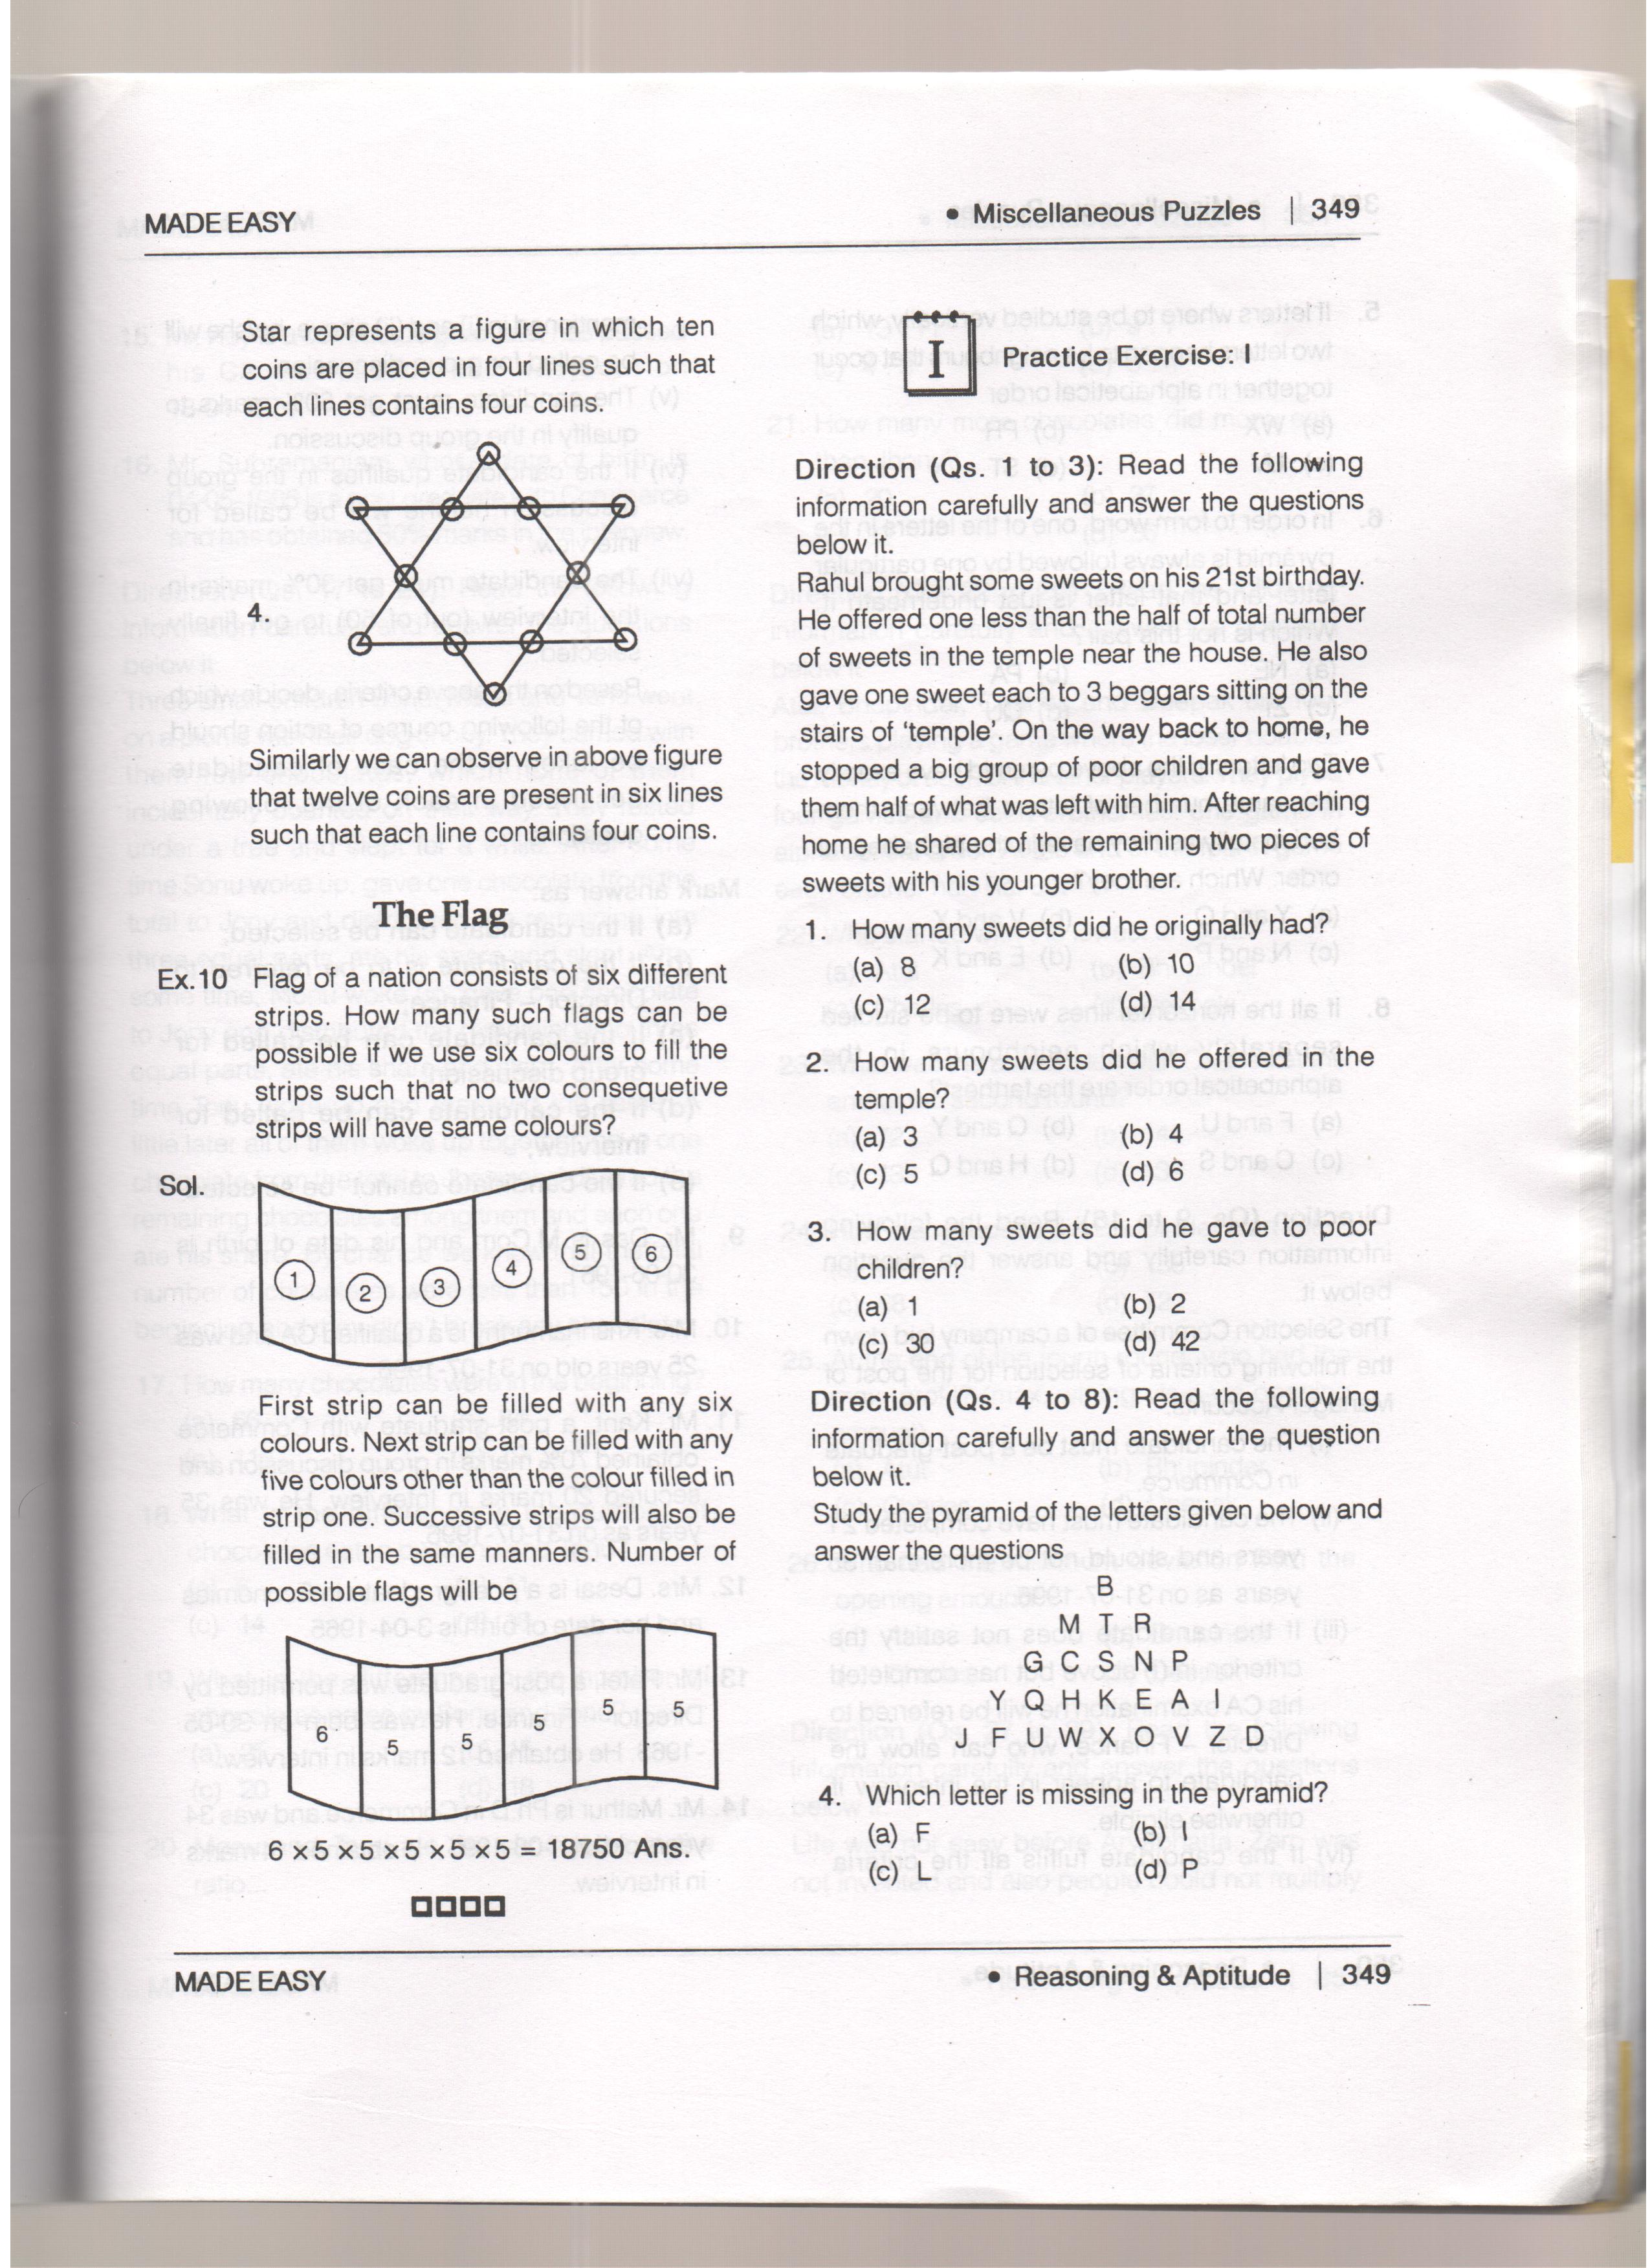 MADE EASY
• Miscellaneous Puzzles | 349
Star represents a figure in which ten
coins are placed in four lines such that
each lines contains four coins.
4.
Similarly we can observe in above figure
that twelve coins are present in six lines
such that each line contains four coins.
The Flag
Ex.10 Flag of a nation consists of six different
strips. How many such flags can be
possible if we use six colours to fill the
strips such that no two consequetive
strips will have same colours?
Sol.
1 2 3 4 5 6
First strip can be filled with any six
colours. Next strip can be filled with any
five colours other than the colour filled in
strip one. Successive strips will also be
filled in the same manners. Number of
possible flags will be
6 5 5 5 5 5
6 × 5 × 5 × 5 × 5 × 5 = 18750 Ans.
I Practice Exercise: I
Direction (Qs. 1 to 3): Read the following
information carefully and answer the questions
below it.
Rahul brought some sweets on his 21st birthday.
He offered one less than the half of total number
of sweets in the temple near the house. He also
gave one sweet each to 3 beggars sitting on the
stairs of ‘temple’. On the way back to home, he
stopped a big group of poor children and gave
them half of what was left with him. After reaching
home he shared of the remaining two pieces of
sweets with his younger brother.
1. How many sweets did he originally had?
(a) 8 (b) 10
(c) 12 (d) 14
2. How many sweets did he offered in the
temple?
(a) 3 (b) 4
(c) 5 (d) 6
3. How many sweets did he gave to poor
children?
(a) 1 (b) 2
(c) 30 (d) 42
Direction (Qs. 4 to 8): Read the following
information carefully and answer the question
below it.
Study the pyramid of the letters given below and
answer the questions
B
M T R
G C S N P
Y Q H K E A I
J F U W X O V Z D
4. Which letter is missing in the pyramid?
(a) F (b) I
(c) L (d) P
MADE EASY
• Reasoning & Aptitude | 349